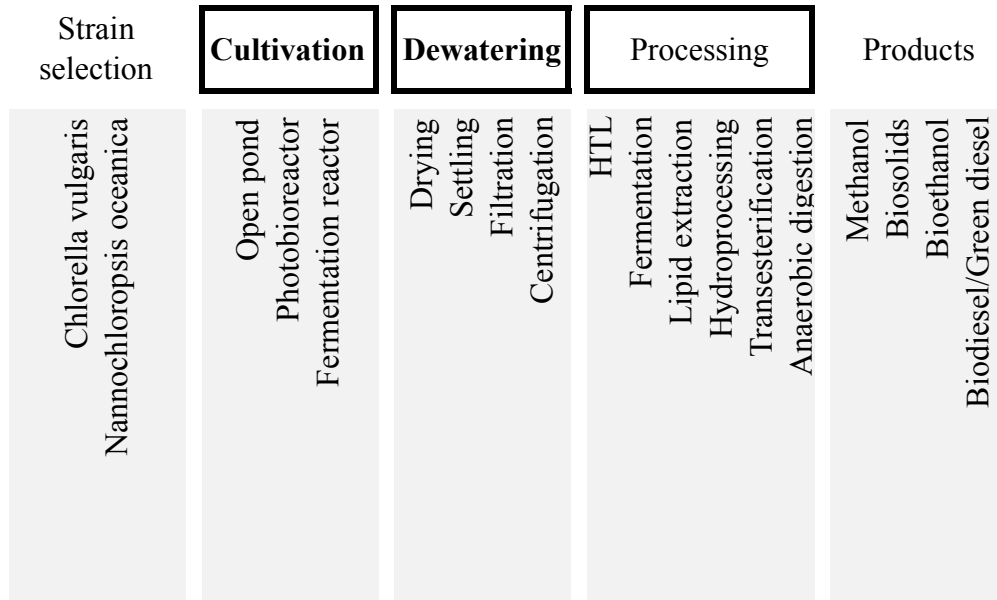 Strain
selection
Cultivation
Dewatering
Processing
Products
Chlorella vulgaris
Nannochloropsis oceanica
Open pond
Photobioreactor
Fermentation reactor
Drying
Settling
Filtration
Centrifugation
HTL
Fermentation
Lipid extraction
Hydroprocessing
Transesterification
Anaerobic digestion
Methanol
Biosolids
Bioethanol
Biodiesel/Green diesel